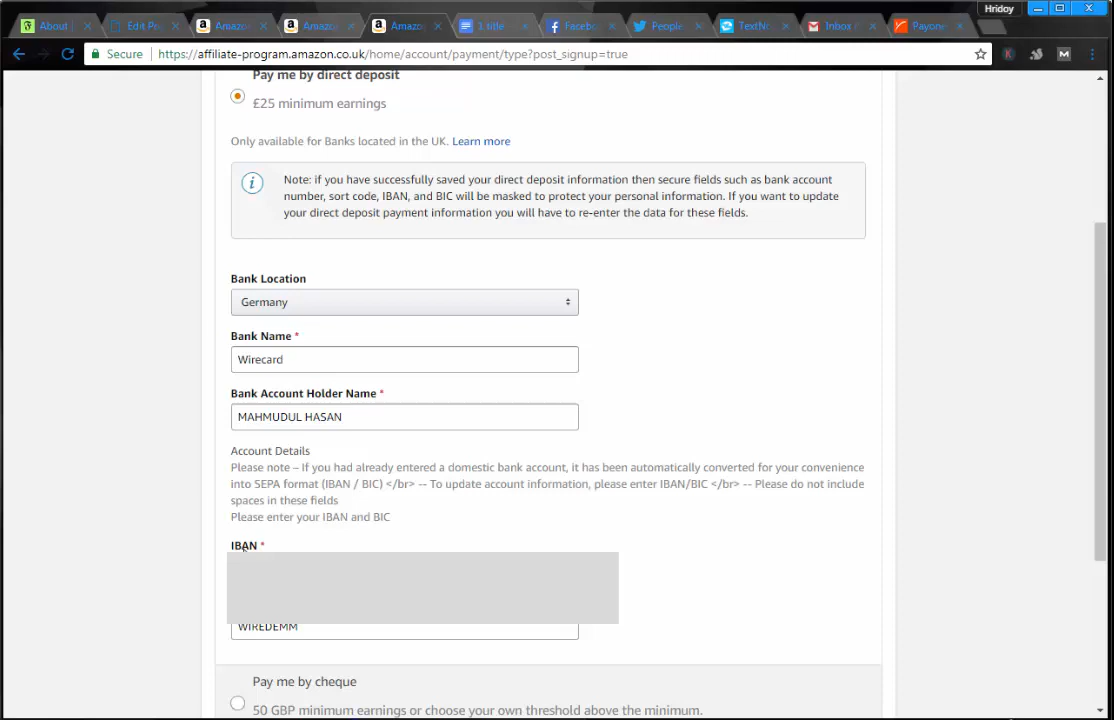 Hridoy
About
Edit Pr
Amazo
Amazo
Amazo
1 title
Facebo
People
TextNo
Inbox
Payone
Secure
https://affiliate-program.amazon.co.uk/home/account/payment/type?post_signup=true
Pay me by direct deposit
£25 minimum earnings
Only available for Banks located in the UK. Learn more
Note: if you have successfully saved your direct deposit information then secure fields such as bank account
number, sort code, IBAN, and BIC will be masked to protect your personal information. If you want to update
your direct deposit payment information you will have to re-enter the data for these fields.
Bank Location
Germany
Bank Name *
Wirecard
Bank Account Holder Name *
MAHMUDUL HASAN
Account Details
Please note – If you had already entered a domestic bank account, it has been automatically converted for your convenience
into SEPA format (IBAN / BIC) </br> -- To update account information, please enter IBAN/BIC </br> -- Please do not include
spaces in these fields
Please enter your IBAN and BIC
IBAN *
WIREDEMM
Pay me by cheque
50 GBP minimum earnings or choose your own threshold above the minimum.